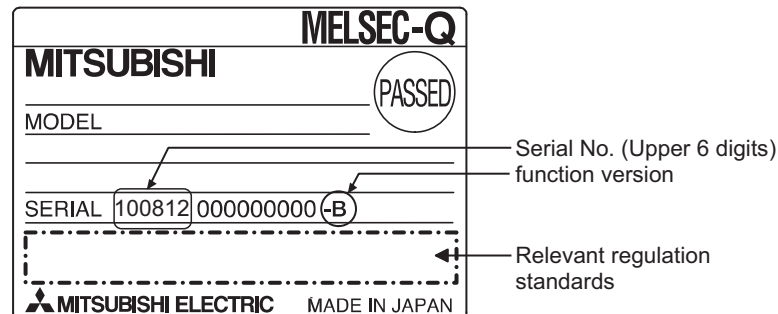 MELSEC-Q
MITSUBISHI
PASSED
MODEL
Serial No. (Upper 6 digits)
function version
SERIAL 100812 000000000 -B
Relevant regulation
standards
MITSUBISHI ELECTRIC MADE IN JAPAN